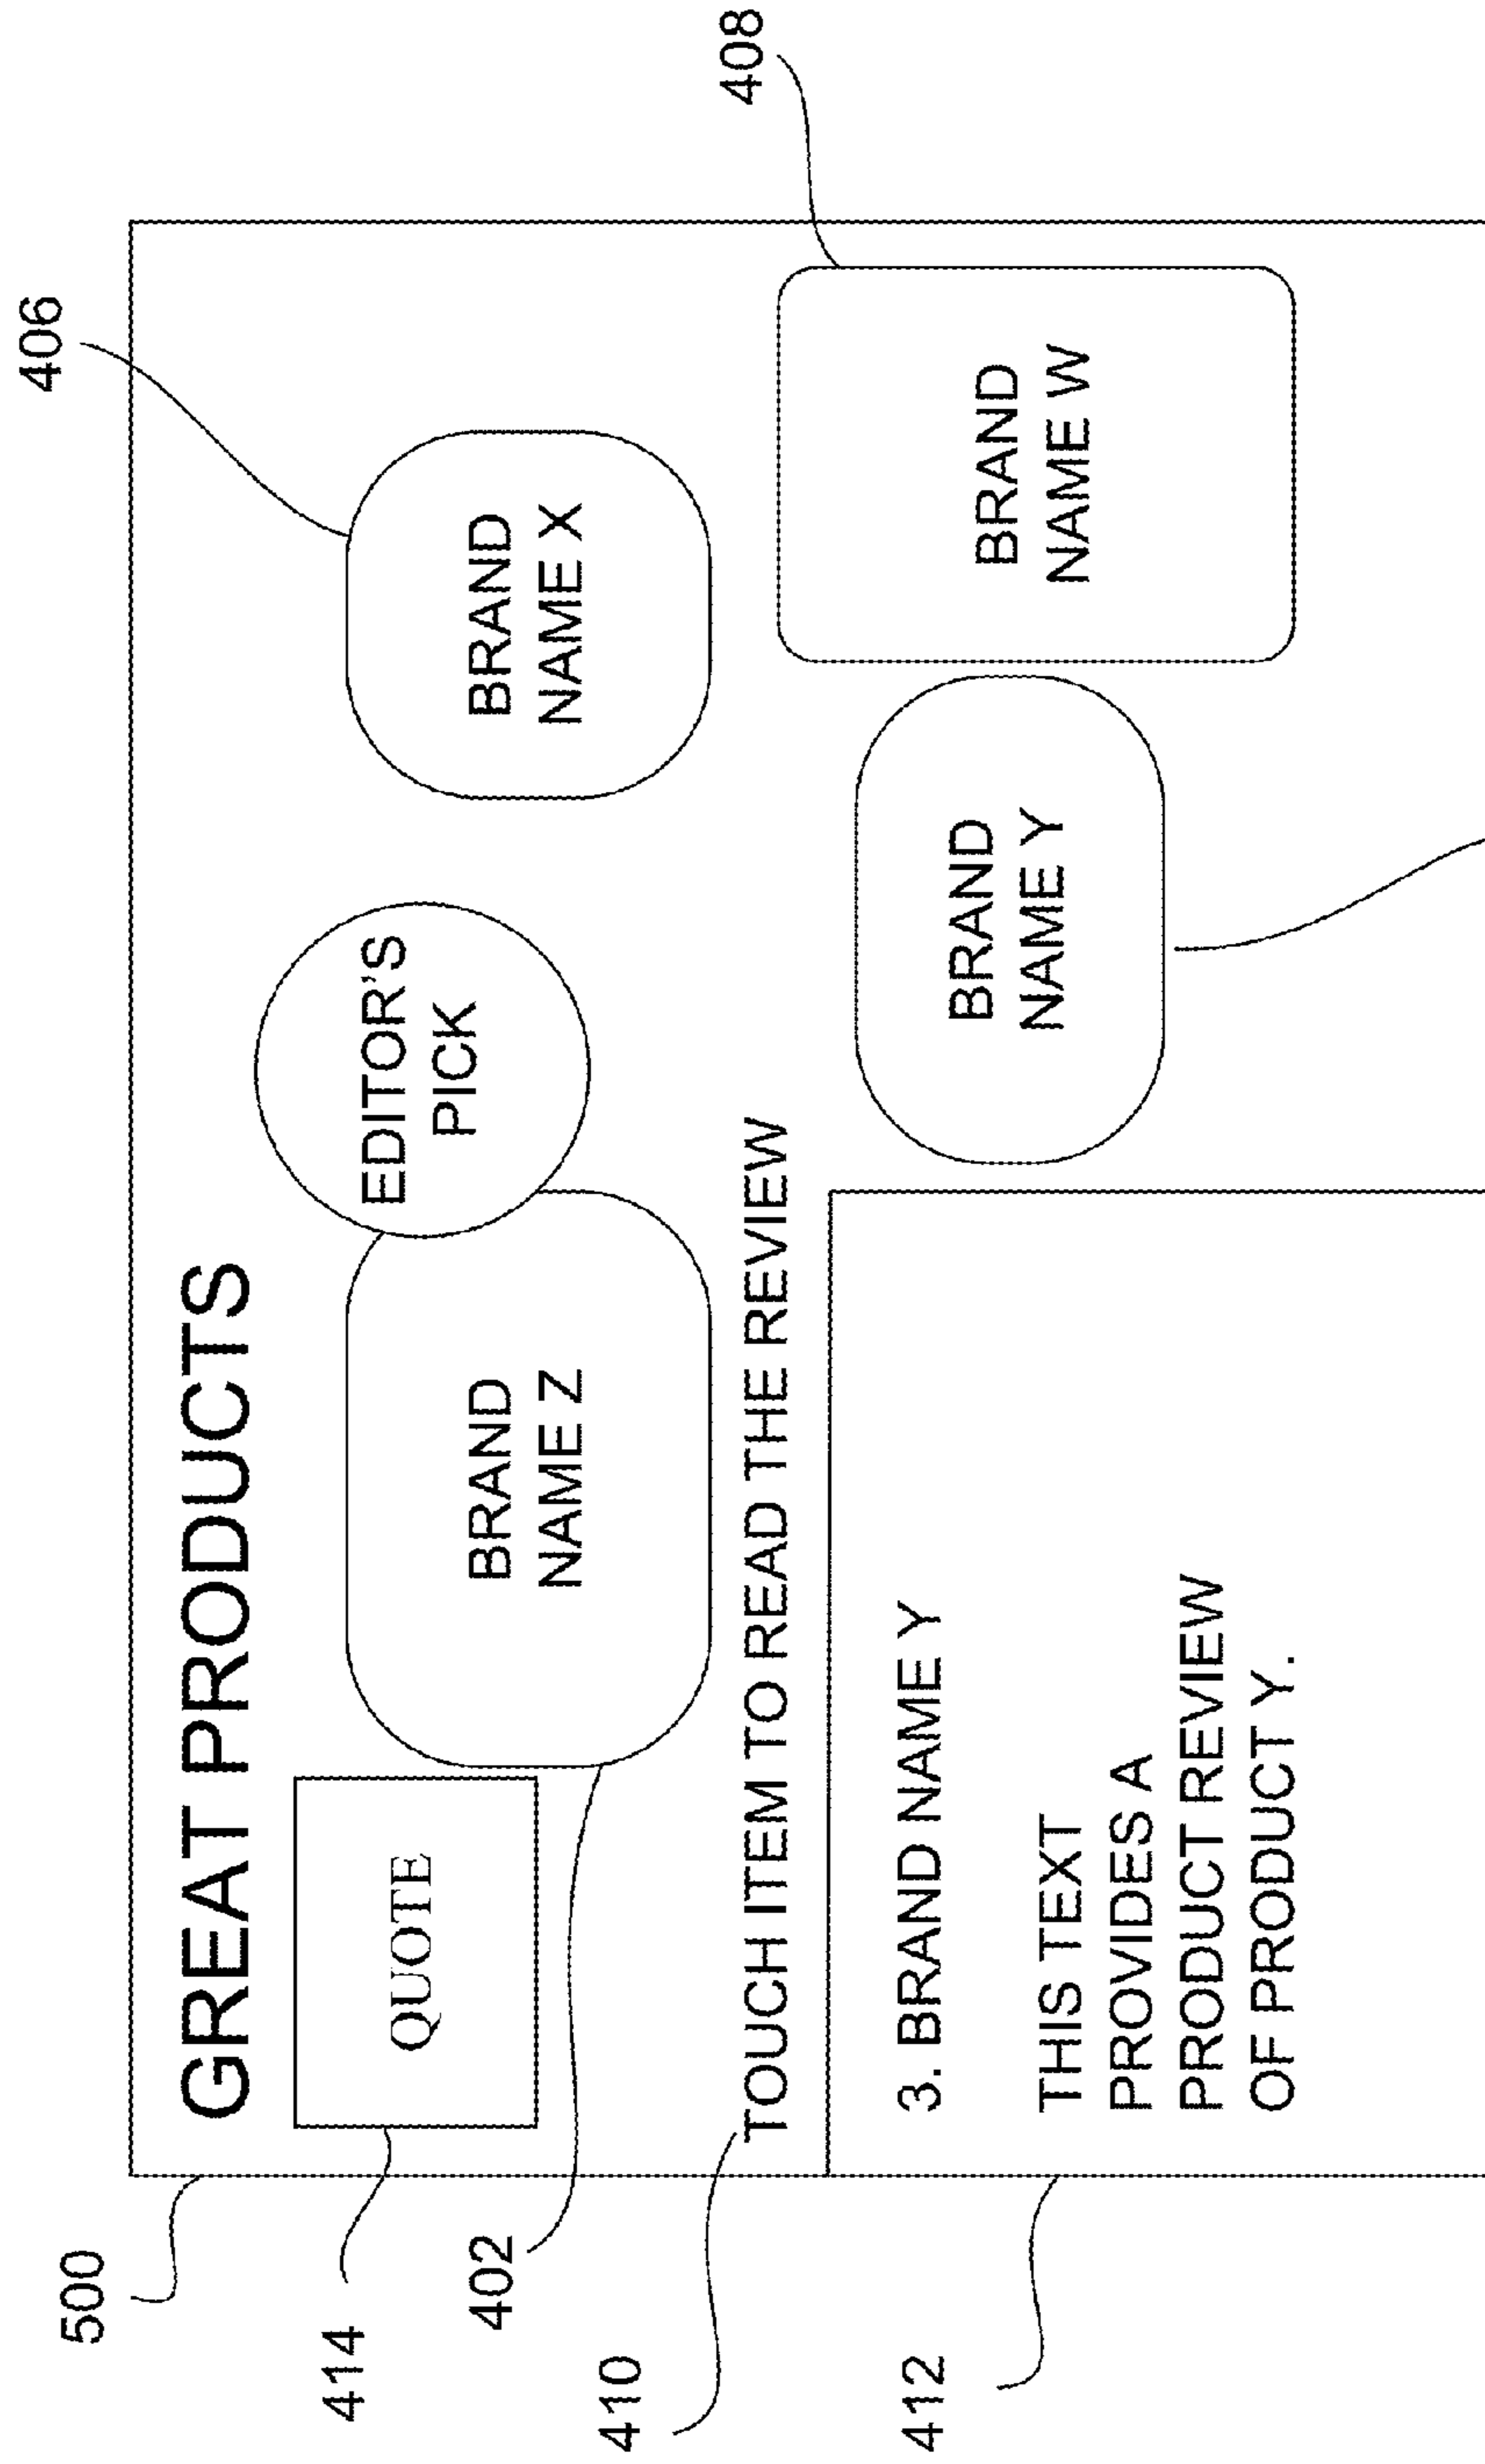 500
GREAT PRODUCTS
414
QUOTE
402
BRAND
NAME Z
EDITOR'S
PICK
406
BRAND
NAME X
410
TOUCH ITEM TO READ THE REVIEW
412
3. BRAND NAME Y
THIS TEXT
PROVIDES A
PRODUCT REVIEW
OF PRODUCT Y.
BRAND
NAME Y
408
BRAND
NAME W